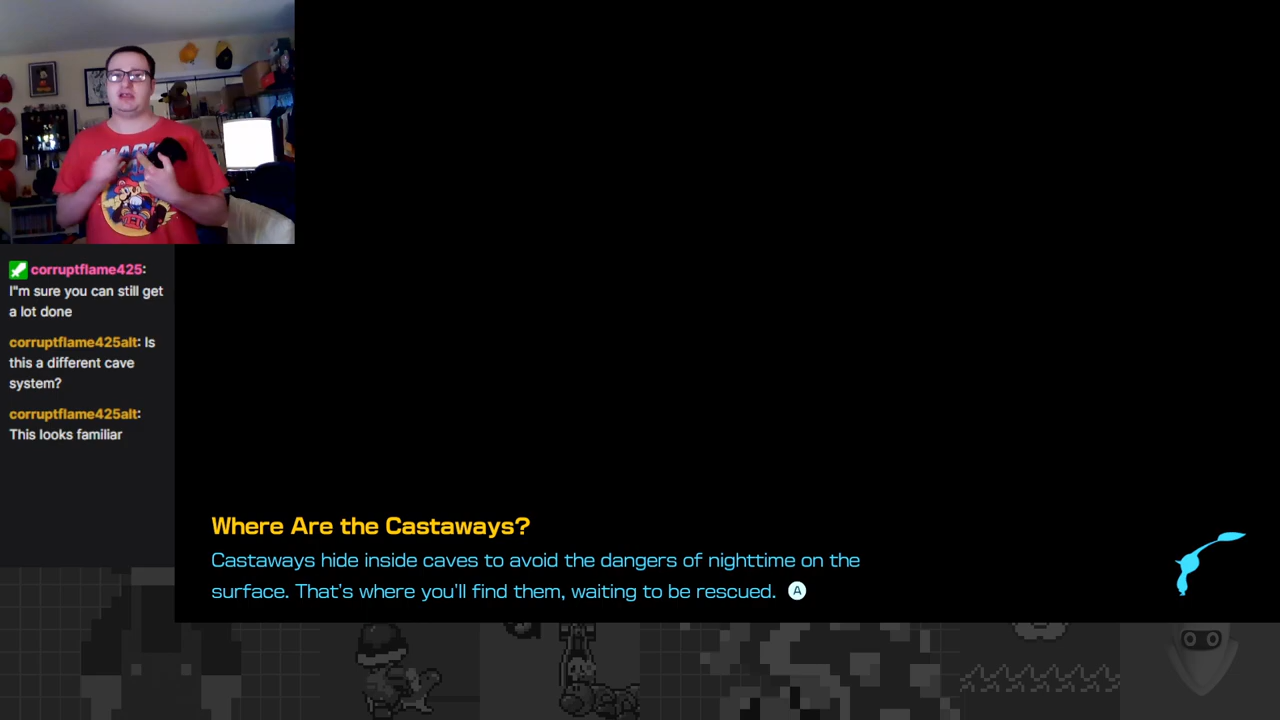 corruptflame425:
I"m sure you can still get
a lot done
corruptflame425alt: Is
this a different cave
system?
corruptflame425alt:
This looks familiar
Where Are the Castaways?
Castaways hide inside caves to avoid the dangers of nighttime on the
surface. That's where you'll find them, waiting to be rescued. A